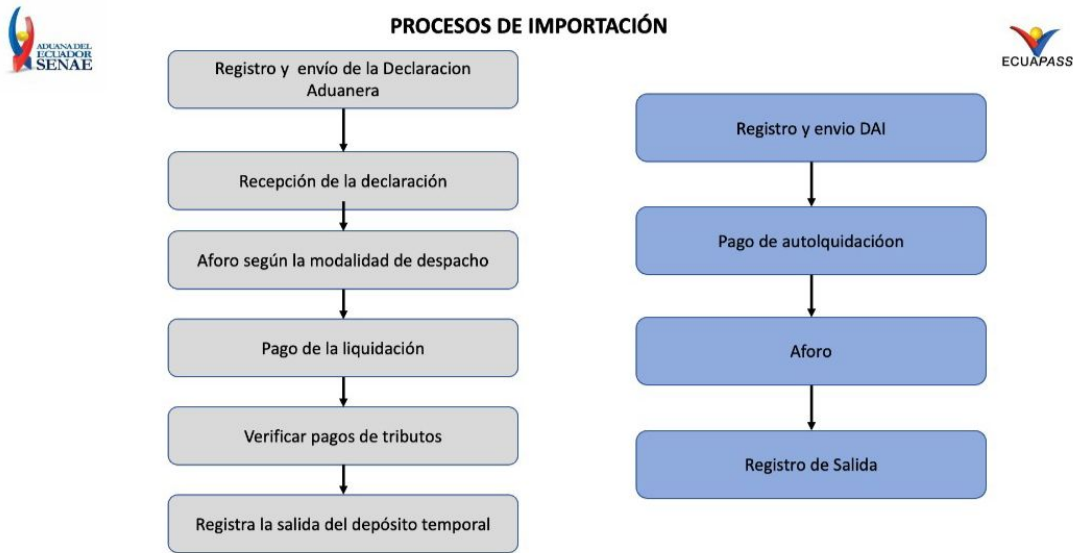 PROCESOS DE IMPORTACIÓN
ADUANA DEL
ECUADOR
SENAE
ECUAPASS
Registro y envío de la Declaracion
Aduanera
Recepción de la declaración
Aforo según la modalidad de despacho
Pago de la liquidación
Verificar pagos de tributos
Registra la salida del depósito temporal
Registro y envio DAI
Pago de autolquidacióon
Aforo
Registro de Salida